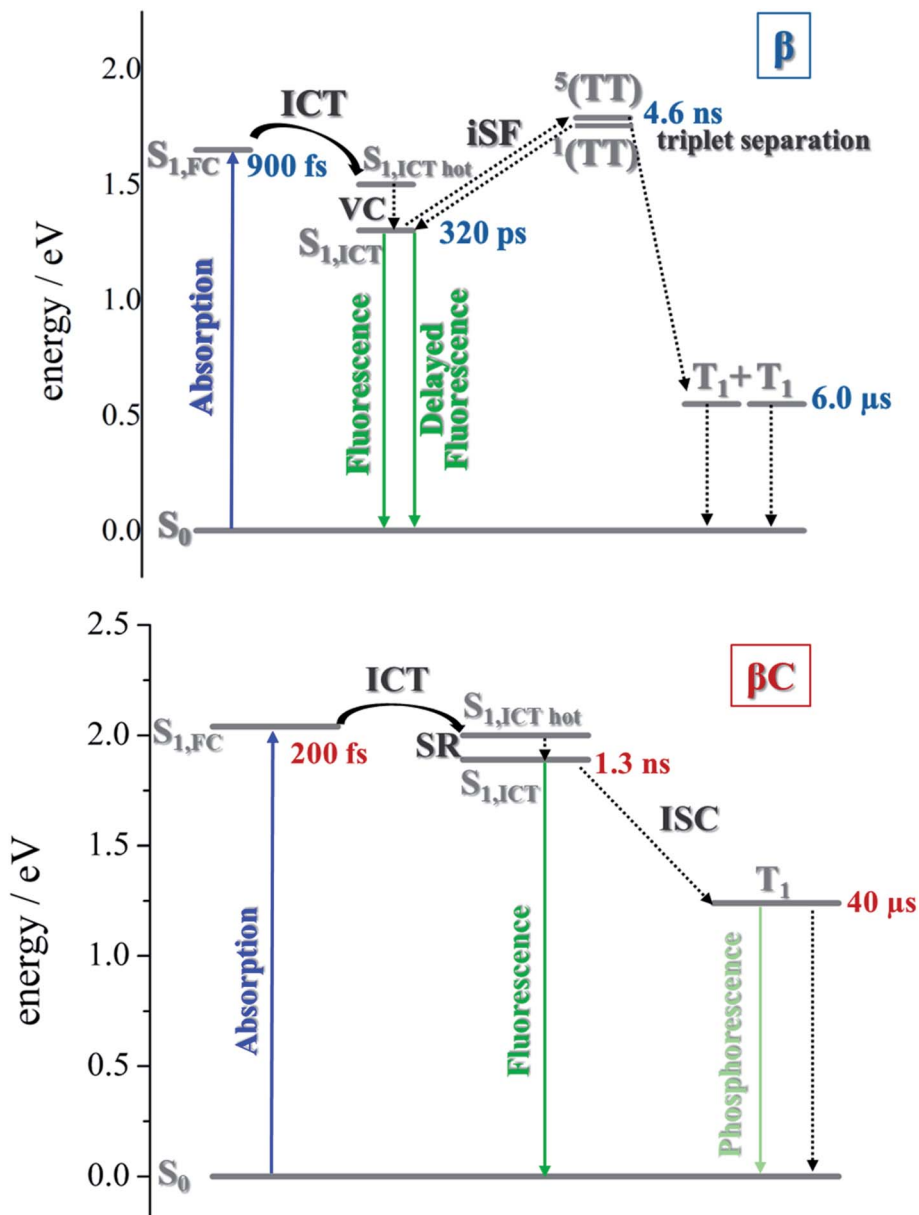 β
energy / eV
2.0
1.5
1.0
0.5
0.0
ICT
S1,FC
900 fs
S1,ICT hot
VC
S1,ICT
320 ps
iSF
5(TT)
1(TT)
4.6 ns
triplet separation
Absorption
Fluorescence
Delayed
Fluorescence
T1+T1
6.0 μs
S0
βC
energy / eV
2.5
2.0
1.5
1.0
0.5
0.0
ICT
S1,FC
200 fs
S1,ICT hot
SR
S1,ICT
1.3 ns
ISC
T1
40 μs
Absorption
Fluorescence
Phosphorescence
S0